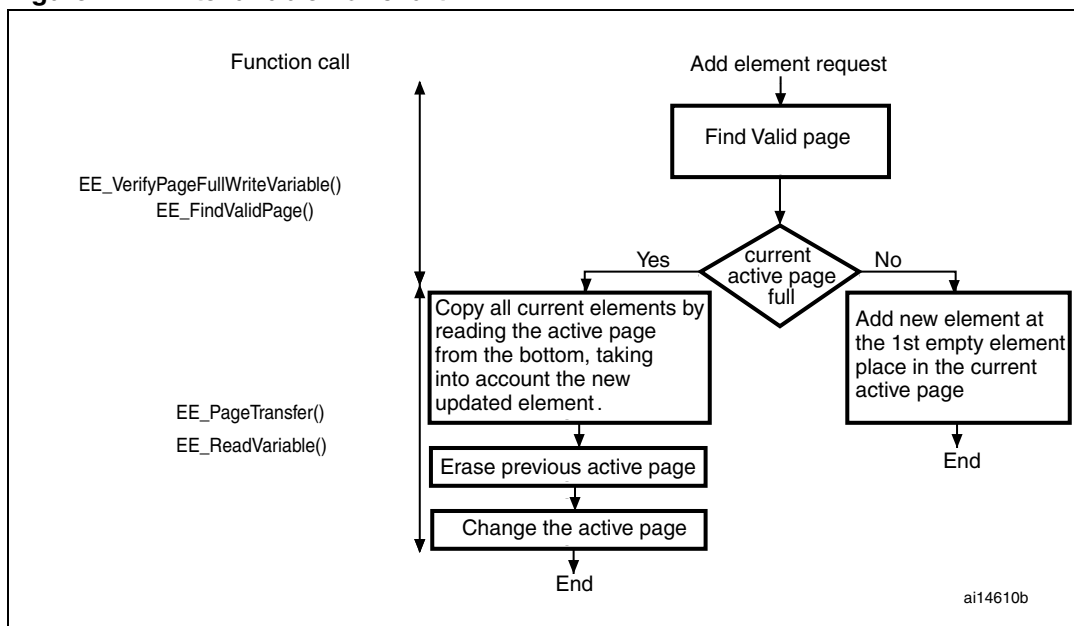 Function call
Add element request
Find Valid page
EE_VerifyPageFullWriteVariable()
EE_FindValidPage()
current
active page
full
Yes
No
Copy all current elements by
reading the active page
from the bottom, taking
into account the new
updated element.
Add new element at
the 1st empty element
place in the current
active page
EE_PageTransfer()
EE_ReadVariable()
End
Erase previous active page
Change the active page
End
ai14610b